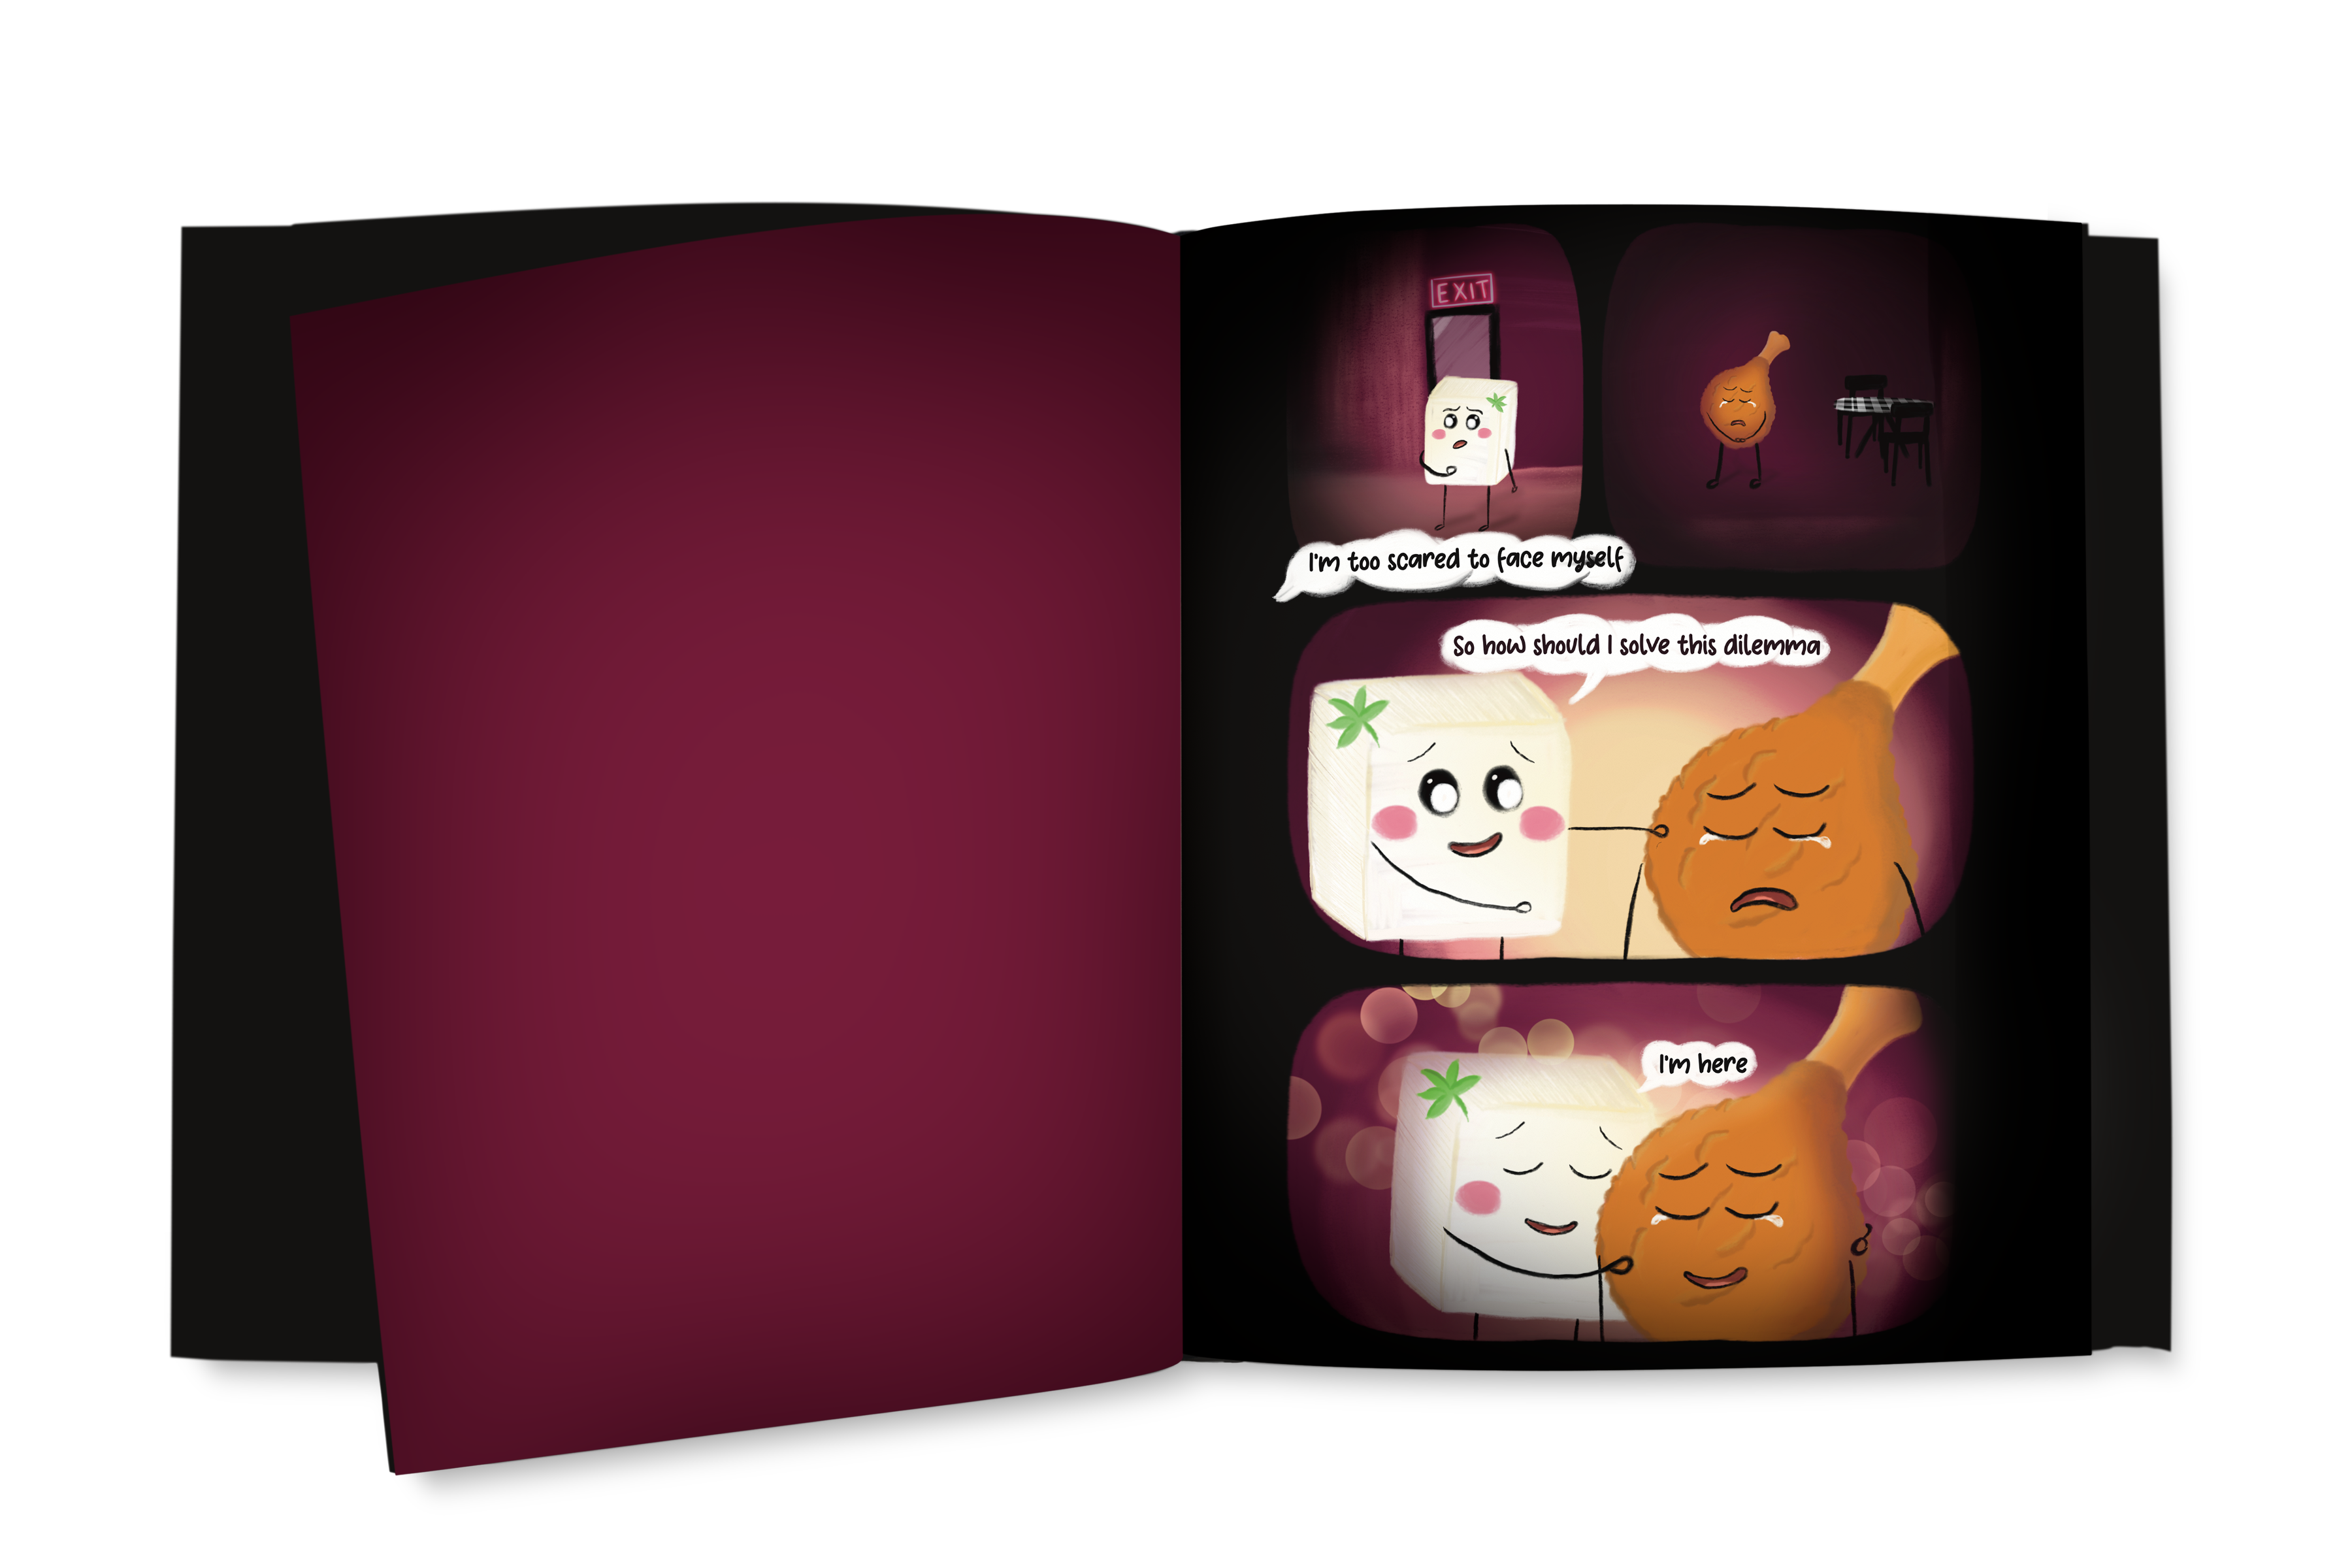 EXIT
I'm too scared to face myself
So how should I solve this dilemma
I'm here